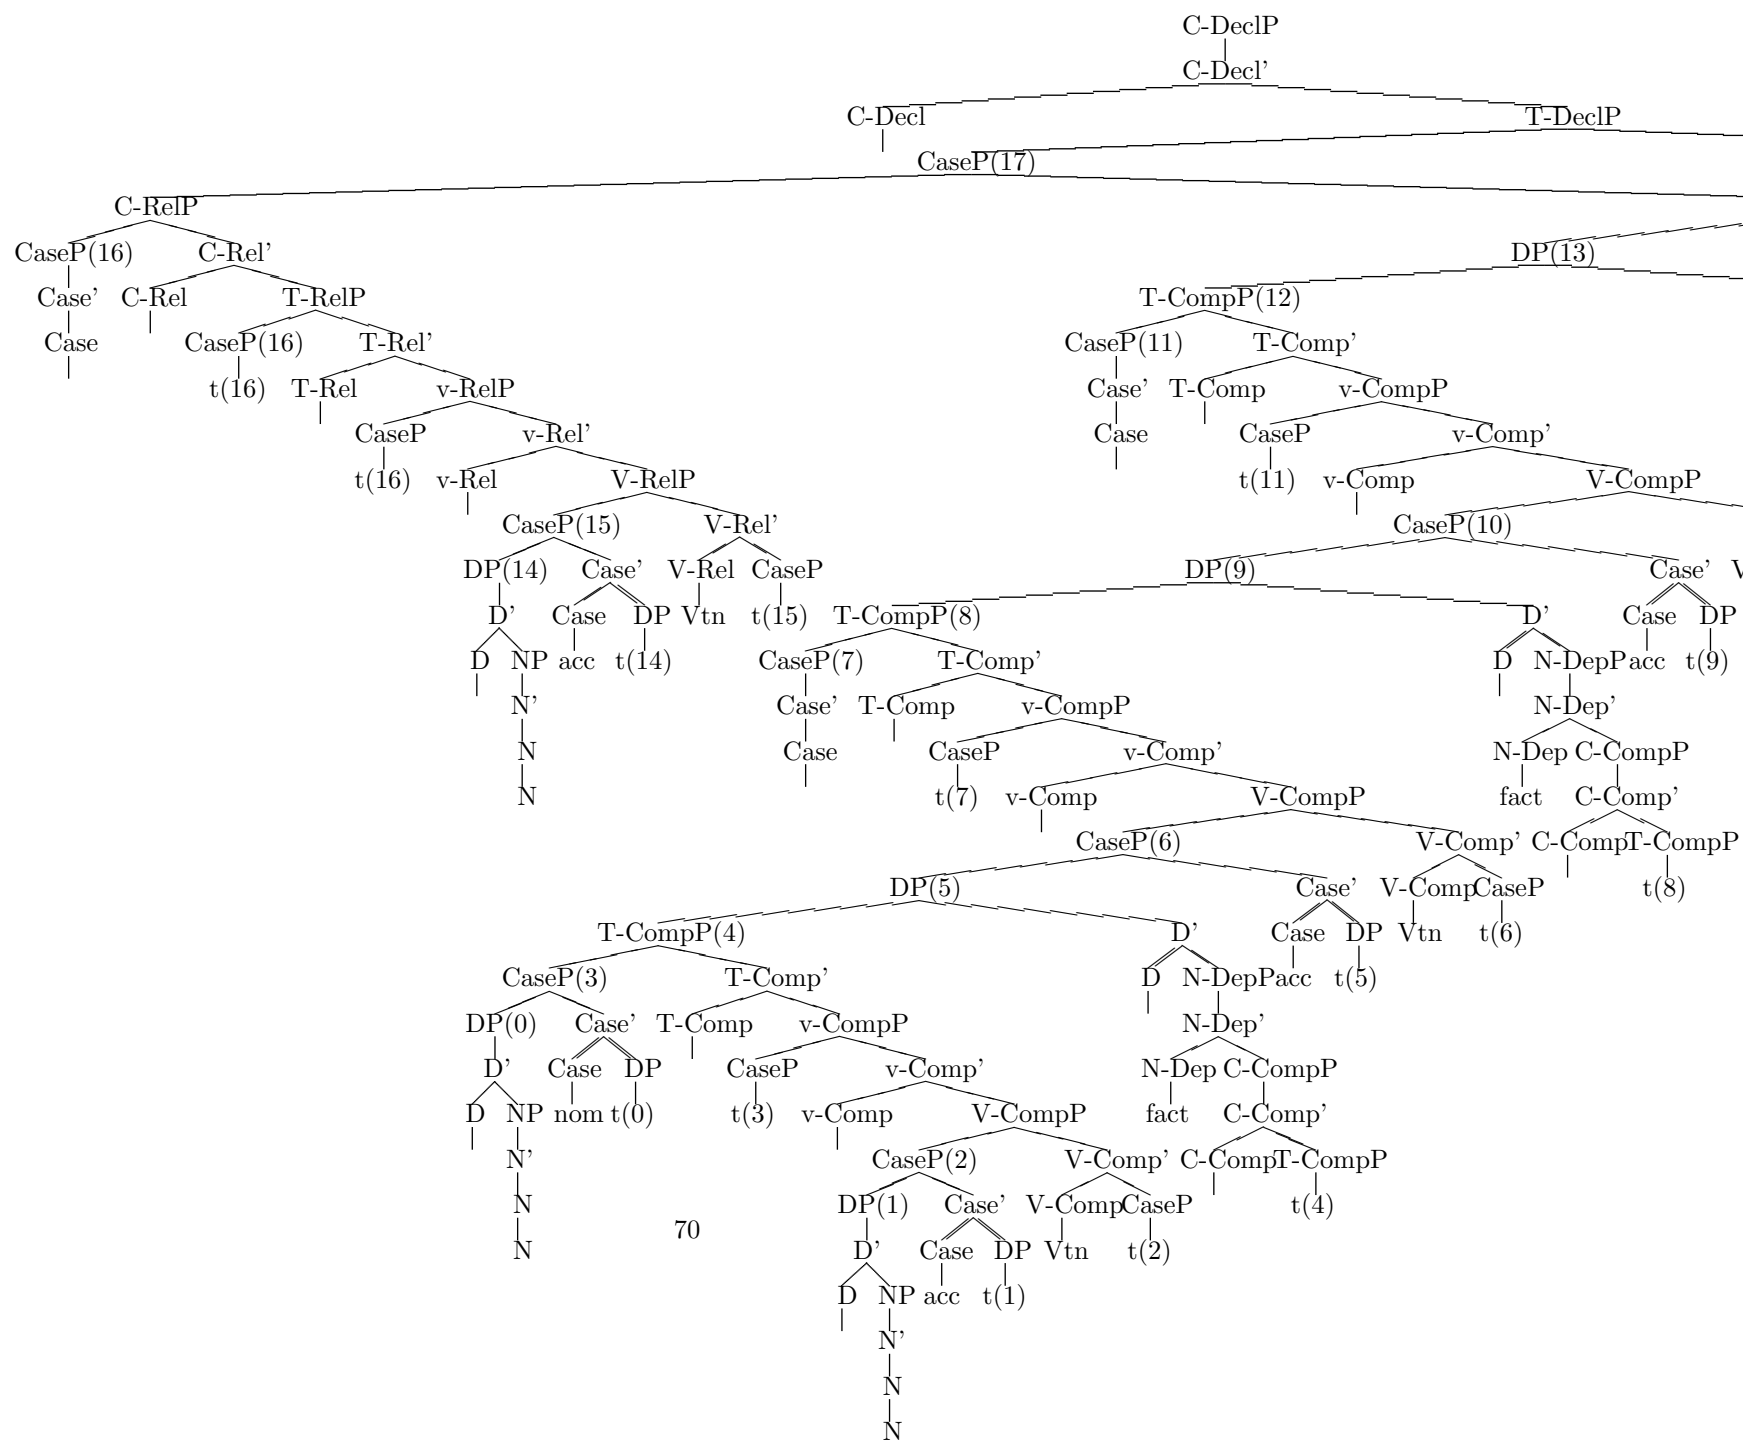 C-DeclP
C-Decl'
C-Decl T-DeclP
CaseP(17)
C-RelP
CaseP(16) C-Rel' DP(13)
Case' C-Rel T-RelP T-CompP(12)
Case CaseP(16) T-Rel' CaseP(11) T-Comp'
t(16) T-Rel v-RelP Case' T-Comp v-CompP
CaseP v-Rel' Case CaseP v-Comp'
t(16) v-Rel V-RelP t(11) v-Comp V-CompP
CaseP(15) V-Rel' CaseP(10)
DP(14) Case' V-Rel CaseP DP(9) Case' V
D' Case DP Vtn t(15) T-CompP(8) D' Case DP
D NP acc t(14) CaseP(7) T-Comp' D N-DepP acc t(9)
N' Case' T-Comp v-CompP N-Dep'
N Case CaseP v-Comp' N-Dep C-CompP
N t(7) v-Comp V-CompP fact C-Comp'
CaseP(6) V-Comp' C-Comp T-CompP
DP(5) Case' V-Comp CaseP t(8)
T-CompP(4) D' Case DP Vtn t(6)
CaseP(3) T-Comp' D N-DepP acc t(5)
DP(0) Case' T-Comp v-CompP N-Dep'
D' Case DP CaseP v-Comp' N-Dep C-CompP
D NP nom t(0) t(3) v-Comp V-CompP fact C-Comp'
N' CaseP(2) V-Comp' C-Comp T-CompP
N DP(1) Case' V-Comp CaseP t(4)
70
N D' Case DP Vtn t(2)
D NP acc t(1)
N'
N
N